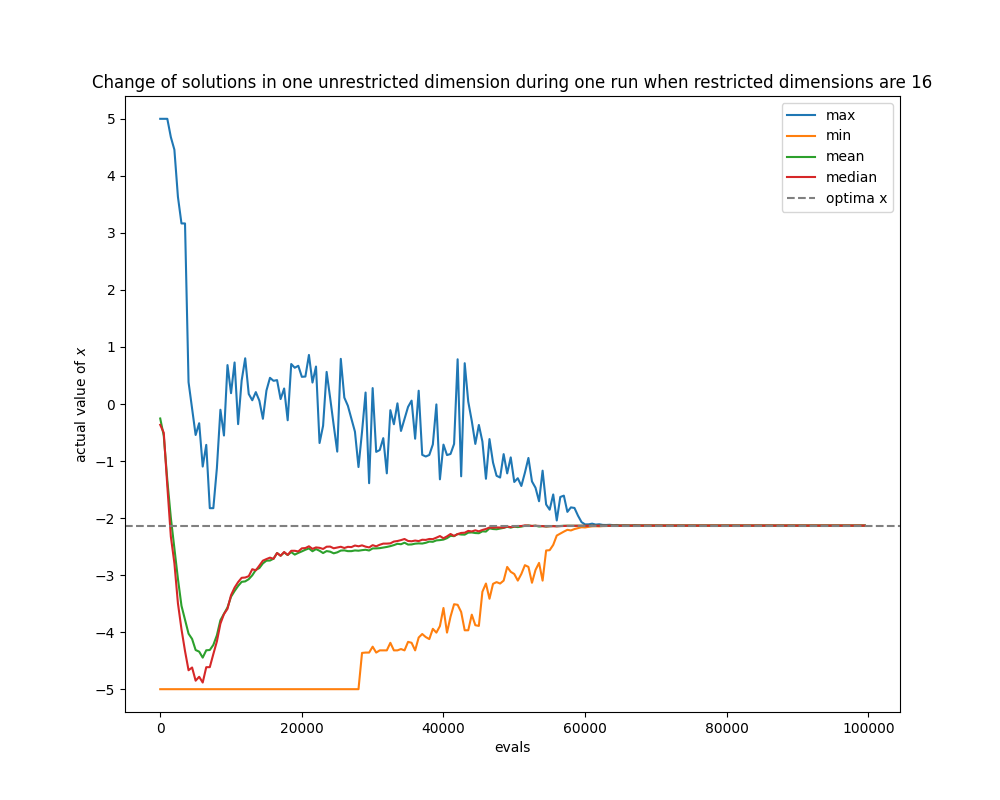 Change of solutions in one unrestricted dimension during one run when restricted dimensions are 16
max
min
mean
median
optima x
5
4
3
2
1
0
−1
−2
−3
−4
−5
actual value of x
0 20000 40000 60000 80000 100000
evals